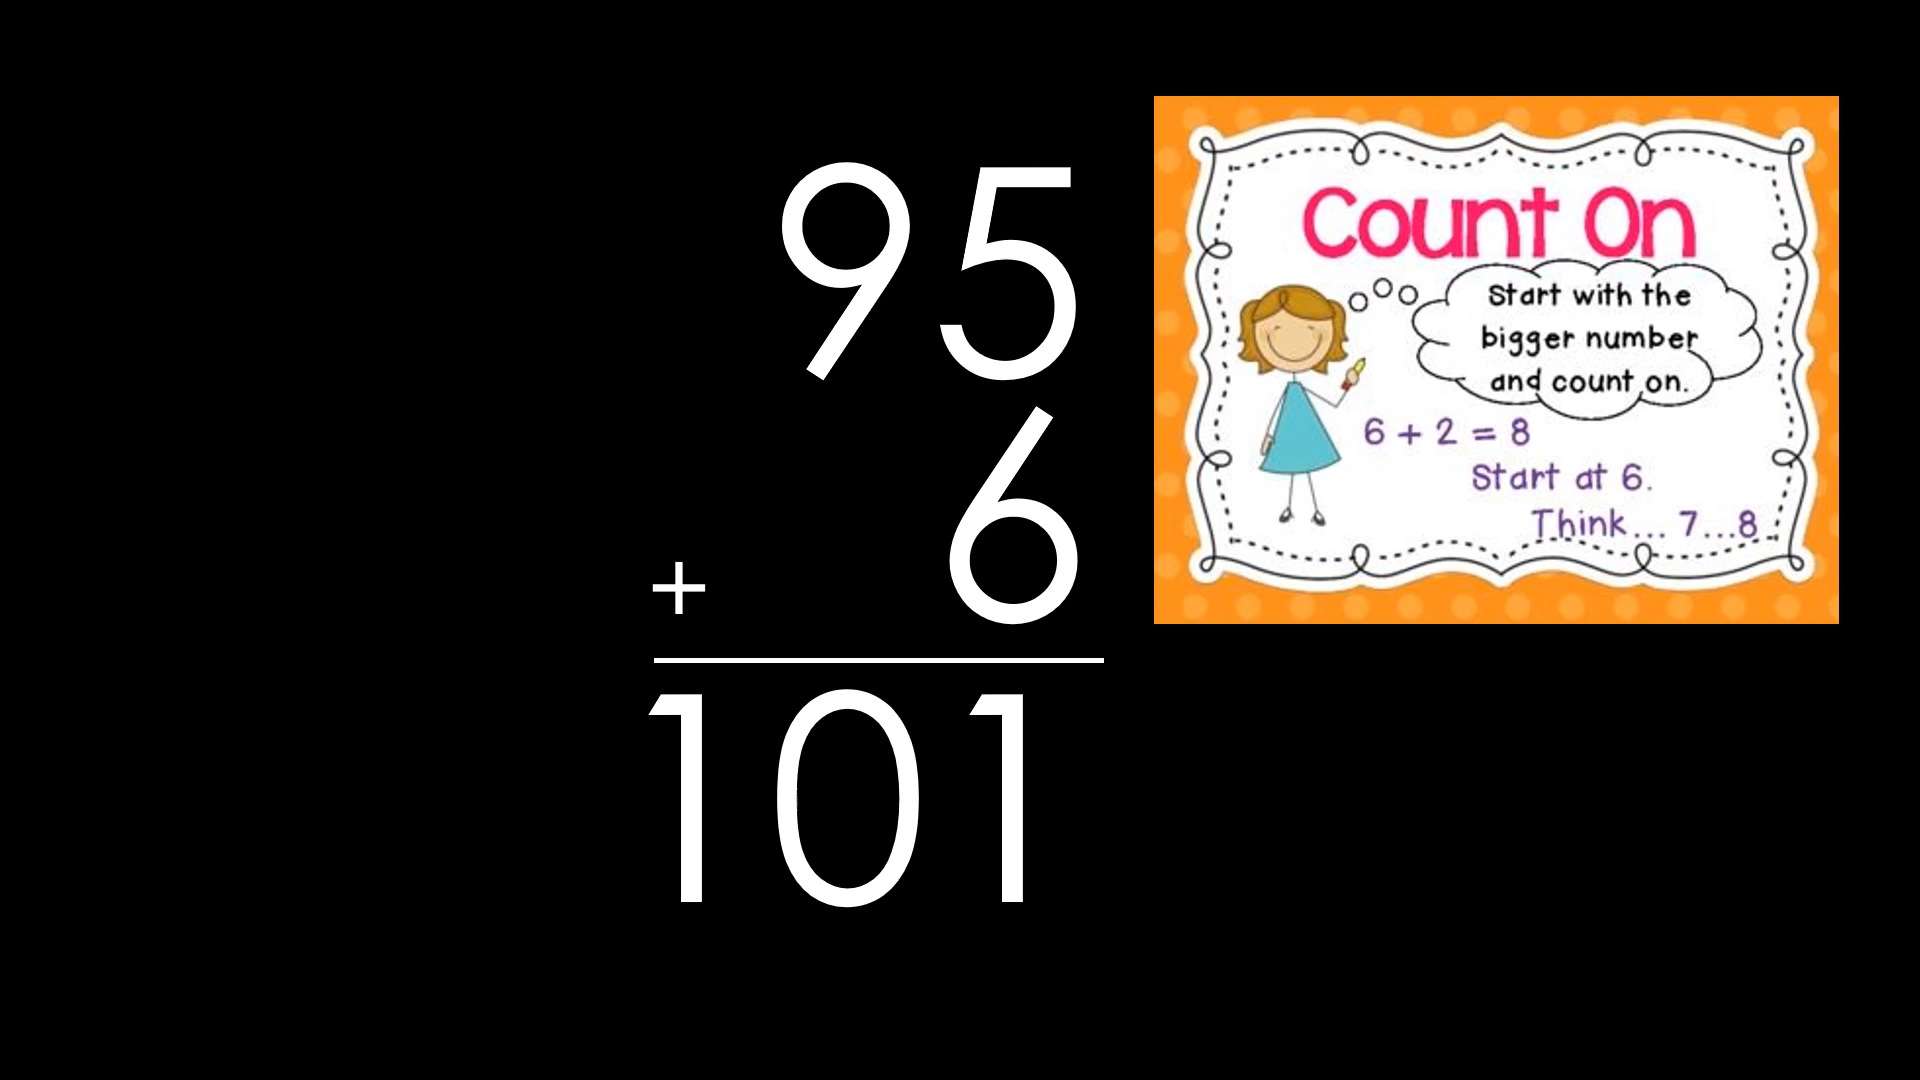 95
6
+
101
Count On
Start with the
bigger number
and count on.
6 + 2 = 8
Start at 6.
Think... 7...8